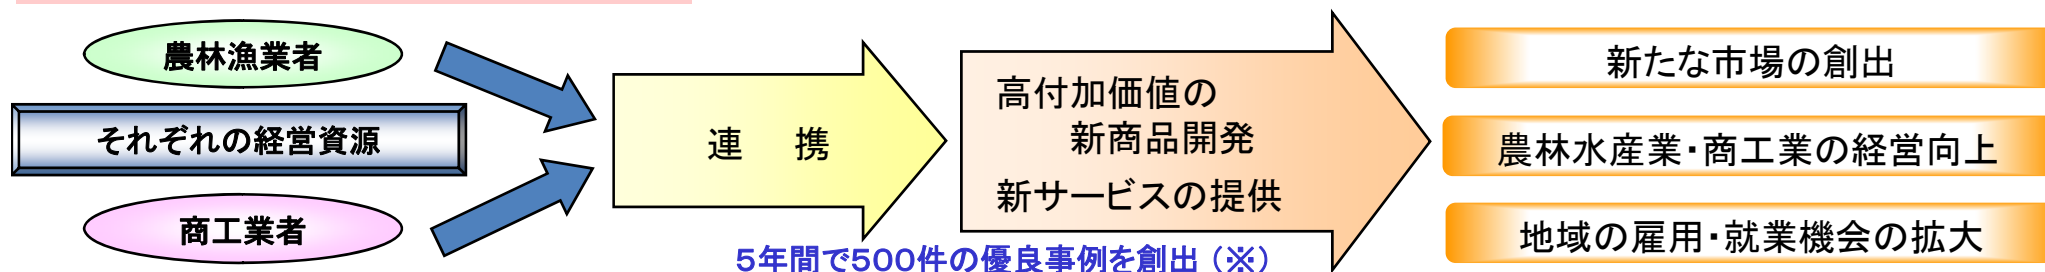 農林漁業者
それぞれの経営資源
商工業者
連　携
高付加価値の
新商品開発
新サービスの提供
５年間で５００件の優良事例を創出（※）
新たな市場の創出
農林水産業・商工業の経営向上
地域の雇用・就業機会の拡大